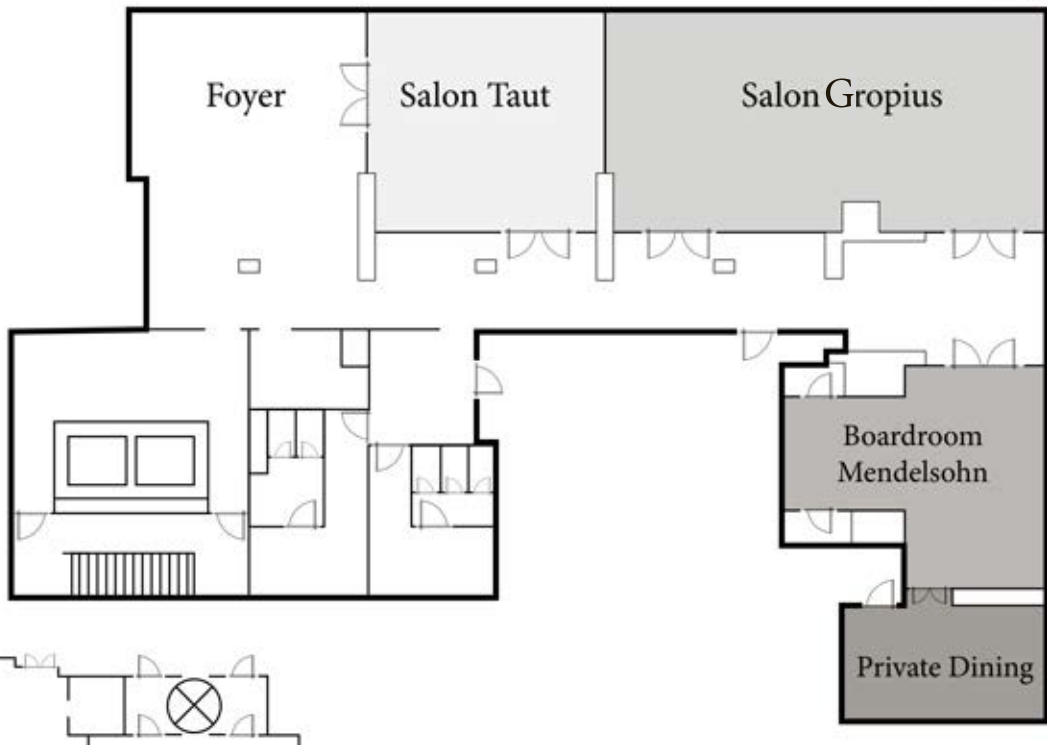 Foyer
Salon Taut
Salon Gropius
Boardroom
Mendelsohn
Private Dining